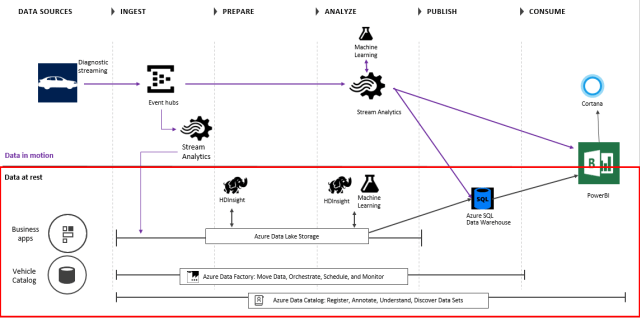 DATA SOURCES
INGEST
PREPARE
ANALYZE
PUBLISH
CONSUME
Diagnostic
streaming
Event hubs
Stream
Analytics
Machine
Learning
Stream Analytics
Cortana
R
PowerBI
Data in motion
Data at rest
HDInsight
HDInsight
Machine
Learning
SQL
Azure SQL
Data Warehouse
Business
apps
Azure Data Lake Storage
Vehicle
Catalog
Azure Data Factory: Move Data, Orchestrate, Schedule, and Monitor
Azure Data Catalog: Register, Annotate, Understand, Discover Data Sets